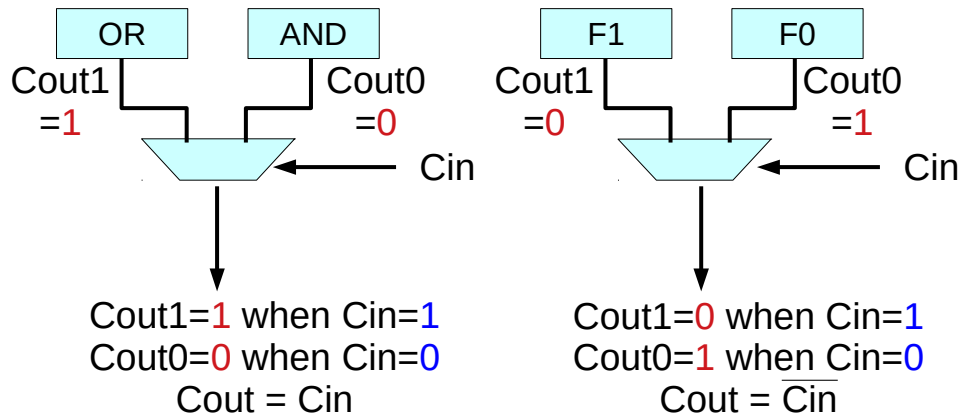 OR
AND
Cout1
=1
Cout0
=0
Cin
Cout1=1 when Cin=1
Cout0=0 when Cin=0
Cout = Cin
F1
F0
Cout1
=0
Cout0
=1
Cin
Cout1=0 when Cin=1
Cout0=1 when Cin=0
Cout = C̅i̅n̅